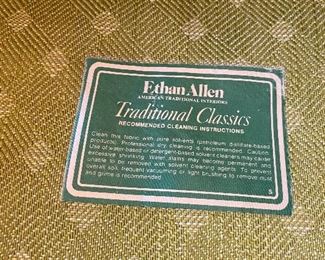 Ethan Allen
AMERICAN TRADITIONAL INTERIORS
Traditional Classics
RECOMMENDED CLEANING INSTRUCTIONS
Clean this fabric with pure solvents (petroleum distillate-based
products). Professional dry cleaning is recommended. Caution:
Use of water-based or detergent-based solvent cleaners may cause
excessive shrinking. Water stains may become permanent and
unable to be removed with solvent cleaning agents. To prevent
overall soil, frequent vacuuming or light brushing to remove dust
and grime is recommended.
S